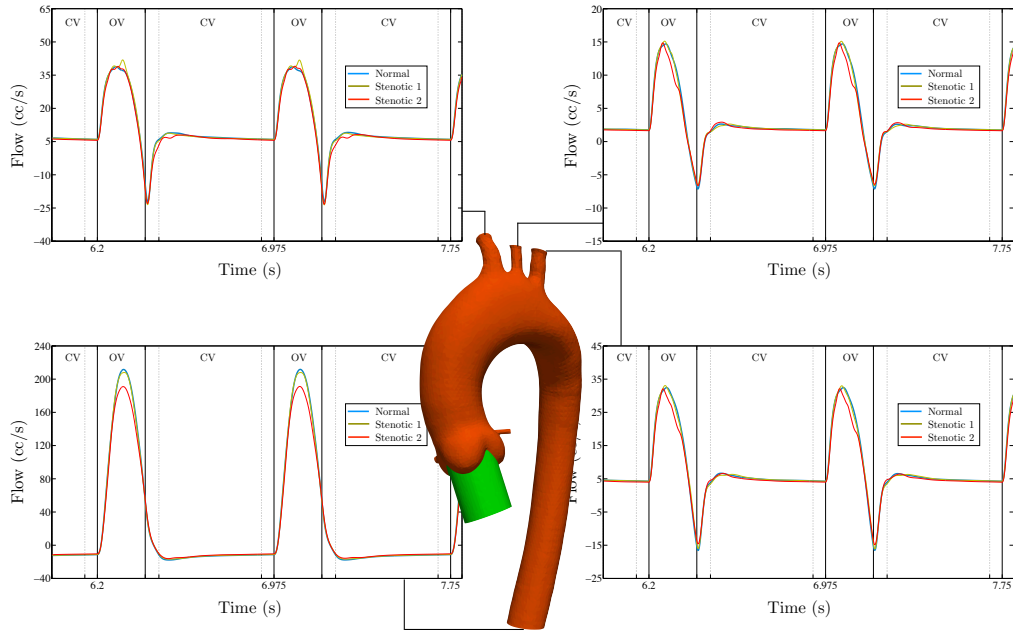 65
50
35
20
5
−10
−25
−40
Flow (cc/s)
CV
OV
CV
OV
CV
Normal
Stenotic 1
Stenotic 2
6.2
6.975
7.75
Time (s)
20
15
10
5
0
−5
−10
−15
Flow (cc/s)
CV
OV
CV
OV
CV
Normal
Stenotic 1
Stenotic 2
6.2
6.975
7.75
Time (s)
240
200
160
120
80
40
0
−40
Flow (cc/s)
CV
OV
CV
OV
CV
Normal
Stenotic 1
Stenotic 2
6.2
6.975
Time (s)
45
35
25
15
5
−5
−15
−25
Flow
CV
OV
CV
OV
CV
Normal
Stenotic 1
Stenotic 2
6.2
6.975
7.75
Time (s)